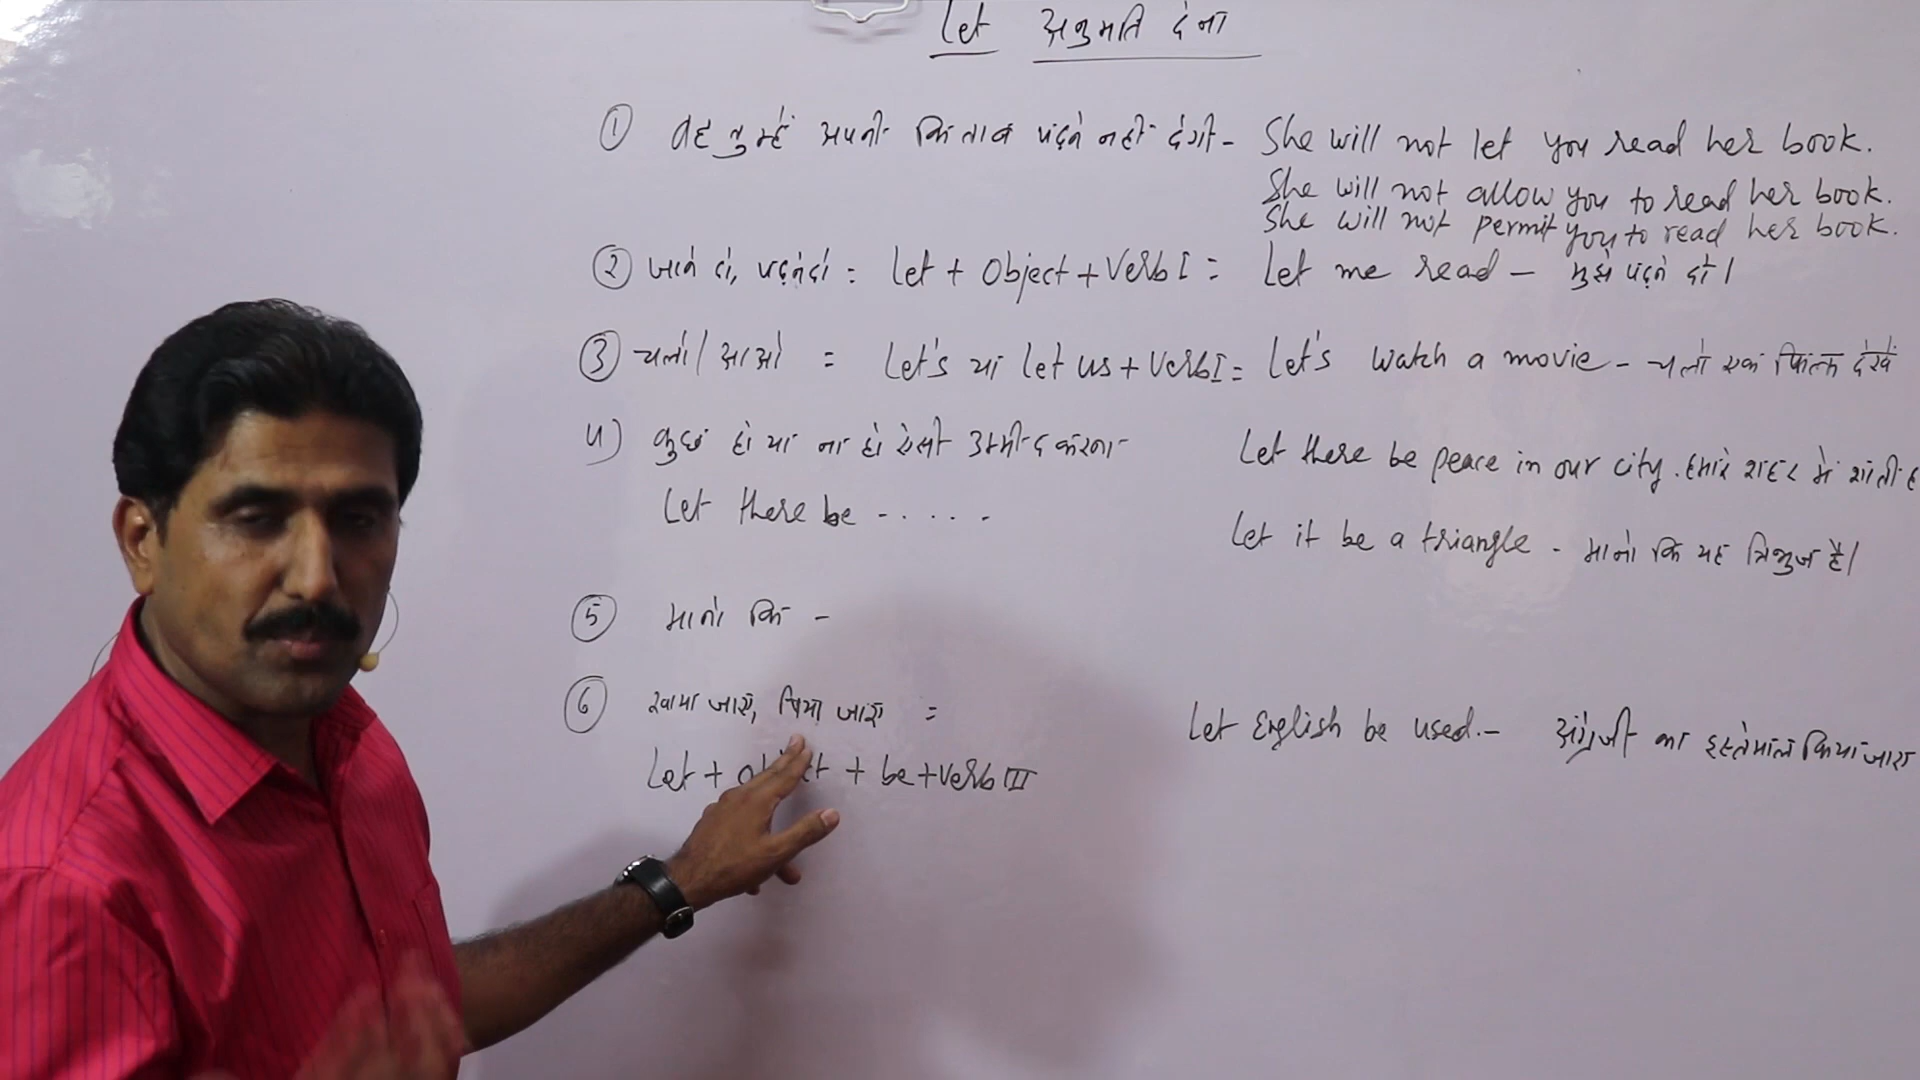 Let अनुमति देना
① वह तुम्हें अपनी किताब पढ़ने नहीं देगी - She will not let you read her book.
She will not allow you to read her book.
She will not permit you to read her book.
② खाने दो, पढ़ने दो = Let + Object + Verb I = Let me read - मुझे पढ़ने दो।
③ चलो / आओ = Let's या let us + Verb I = Let's watch a movie - चलो एक फिल्म देखें
4) कुछ हो या ना हो ऐसी उम्मीद करना - Let there be peace in our city. हमारे शहर में शांती ह
Let there be - . . . . -
Let it be a triangle - मानो कि यह त्रिभुज है।
⑤ मानो कि -
⑥ खाया जाए, पिया जाए = Let English be used. - अंग्रेजी का इस्तेमाल किया जाए
Let + + be + Verb III